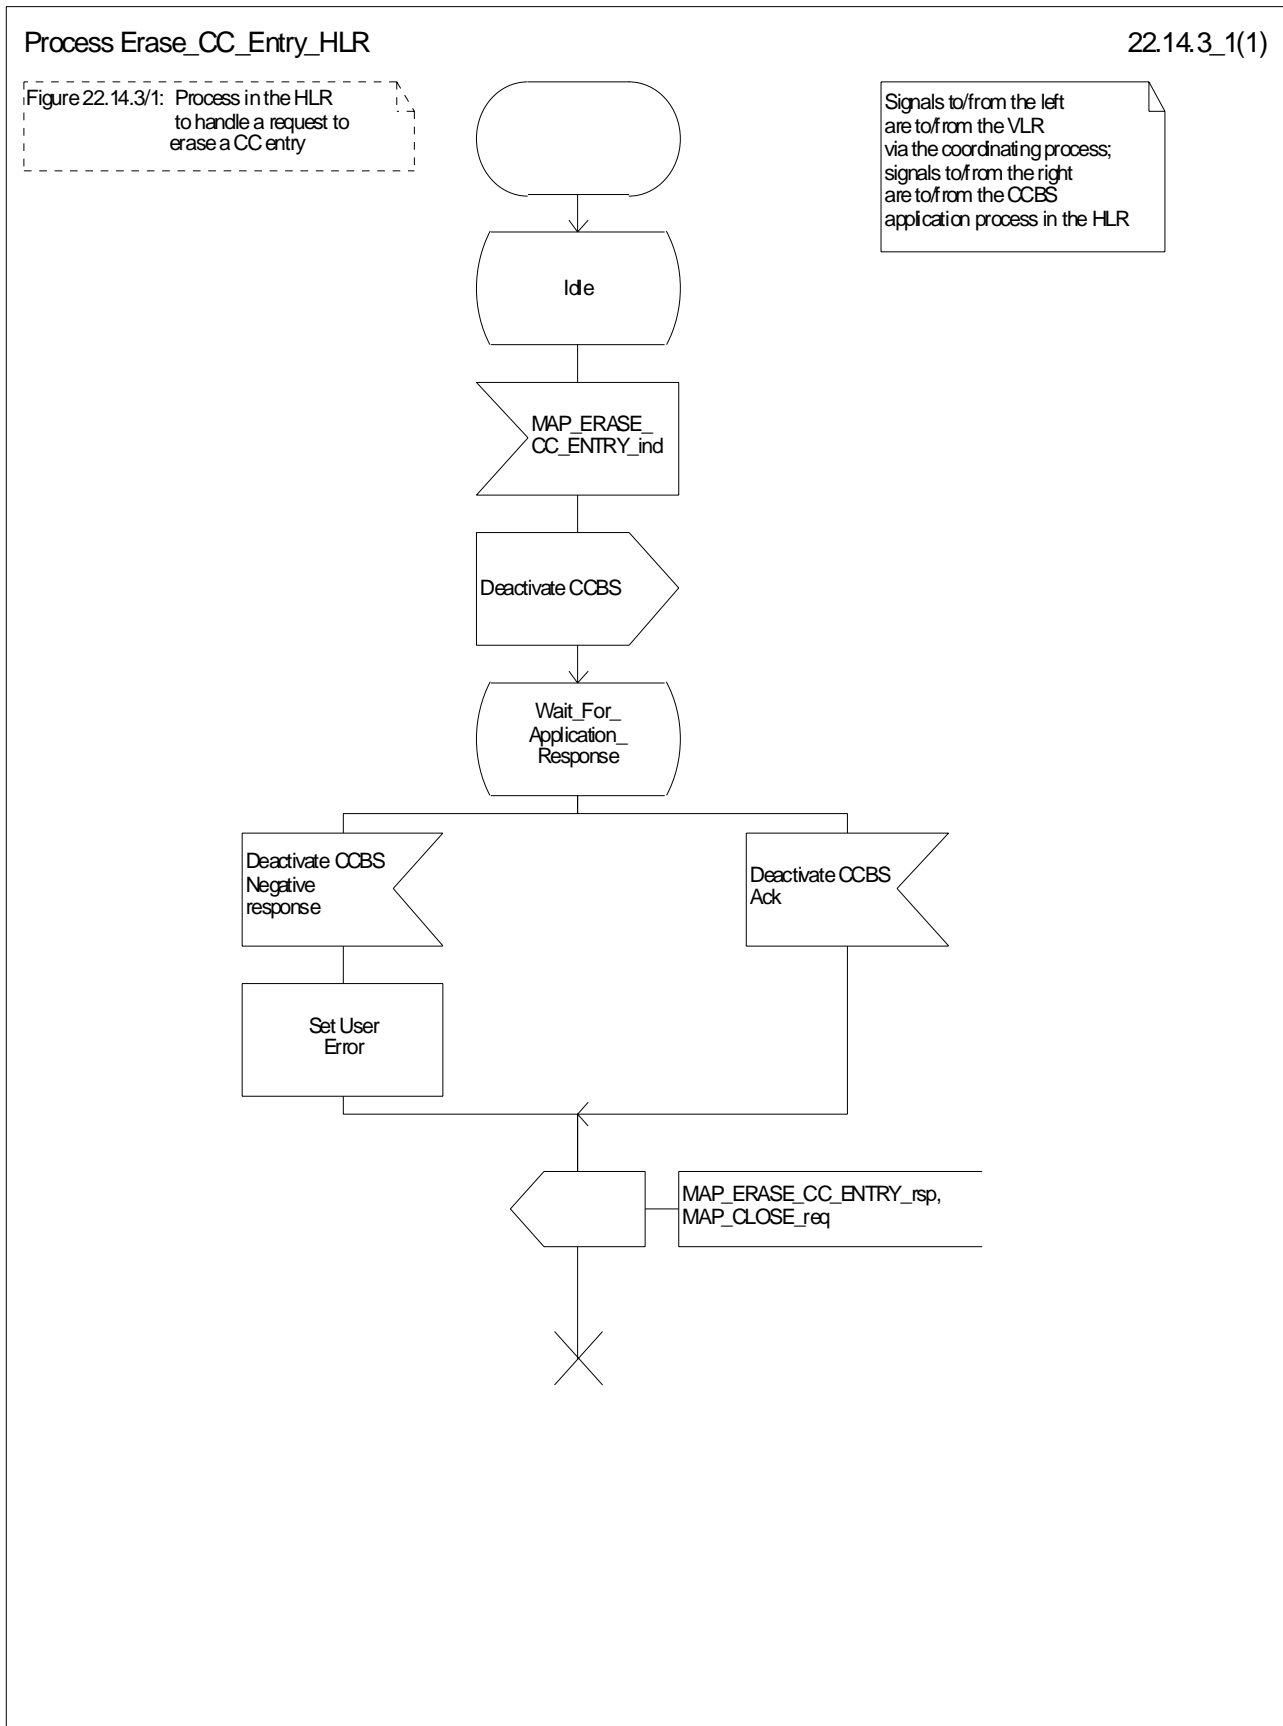 Process Erase_CC_Entry_HLR
22.14.3_1(1)
Figure 22.14.3/1: Process in the HLR
to handle a request to
erase a CC entry
Signals to/from the left
are to/from the VLR
via the coordinating process;
signals to/from the right
are to/from the CCBS
application process in the HLR
Idle
MAP_ERASE_
CC_ENTRY_ind
Deactivate CCBS
Wait_For_
Application_
Response
Deactivate CCBS
Negative
response
Deactivate CCBS
Ack
Set User
Error
MAP_ERASE_CC_ENTRY_rsp,
MAP_CLOSE_req